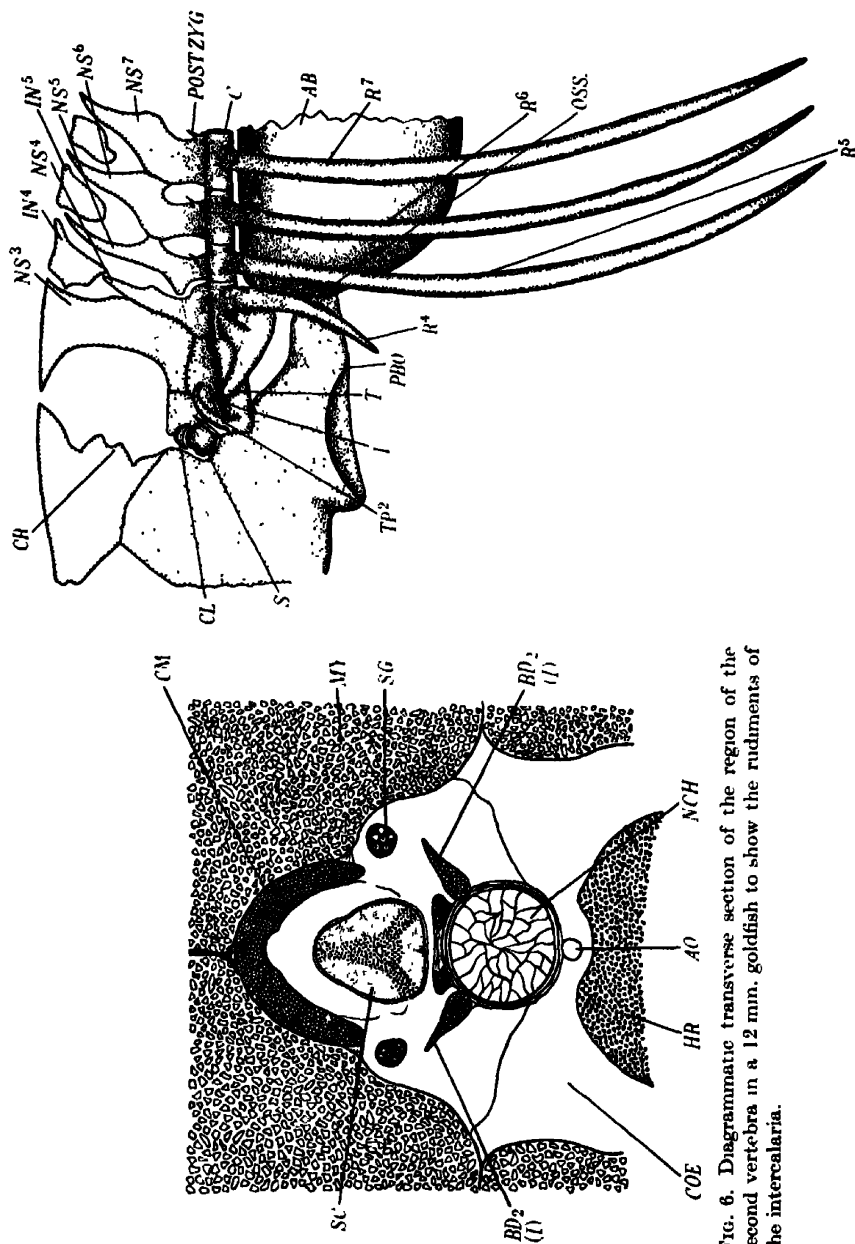 CM
MY
SG
BD₂
(I)
SC
BD₂
(I)
NCH
AO
HR
COE
FIG. 6. Diagrammatic transverse section of the region of the
second vertebra in a 12 mm. goldfish to show the rudiments of
the intercalaria.
CR
NS³
IN⁴
NS⁴
IN⁵
NS⁵
NS⁶
NS⁷
POSTZYG
C
AB
R⁷
R⁶
OSS.
R⁵
R⁴
PBO
T
I
TP²
S
CL